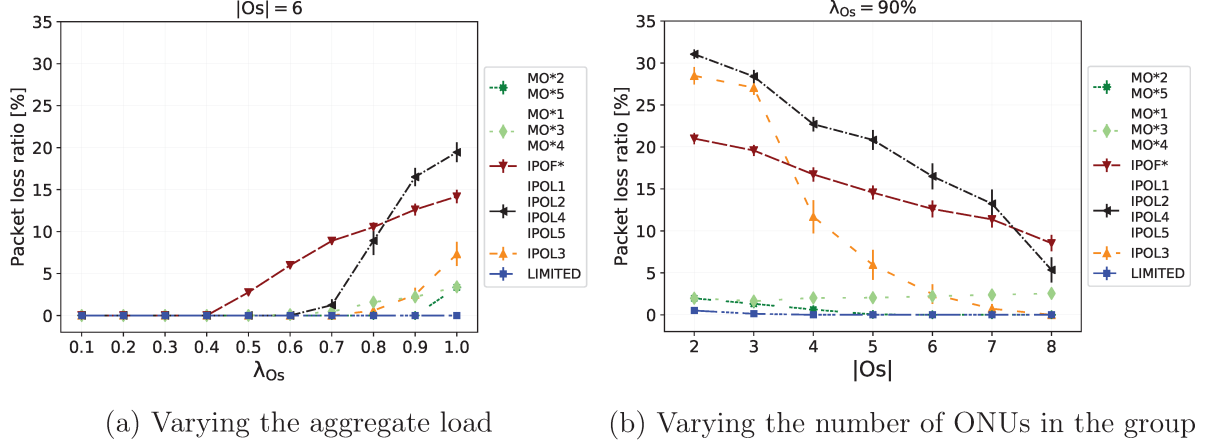 |Os| = 6
Packet loss ratio [%]
35
30
25
20
15
10
5
0
0.1 0.2 0.3 0.4 0.5 0.6 0.7 0.8 0.9 1.0
λOs
MO*2
MO*5
MO*1
MO*3
MO*4
IPOF*
IPOL1
IPOL2
IPOL4
IPOL5
IPOL3
LIMITED
(a) Varying the aggregate load
λOs = 90%
Packet loss ratio [%]
35
30
25
20
15
10
5
0
2 3 4 5 6 7 8
|Os|
MO*2
MO*5
MO*1
MO*3
MO*4
IPOF*
IPOL1
IPOL2
IPOL4
IPOL5
IPOL3
LIMITED
(b) Varying the number of ONUs in the group